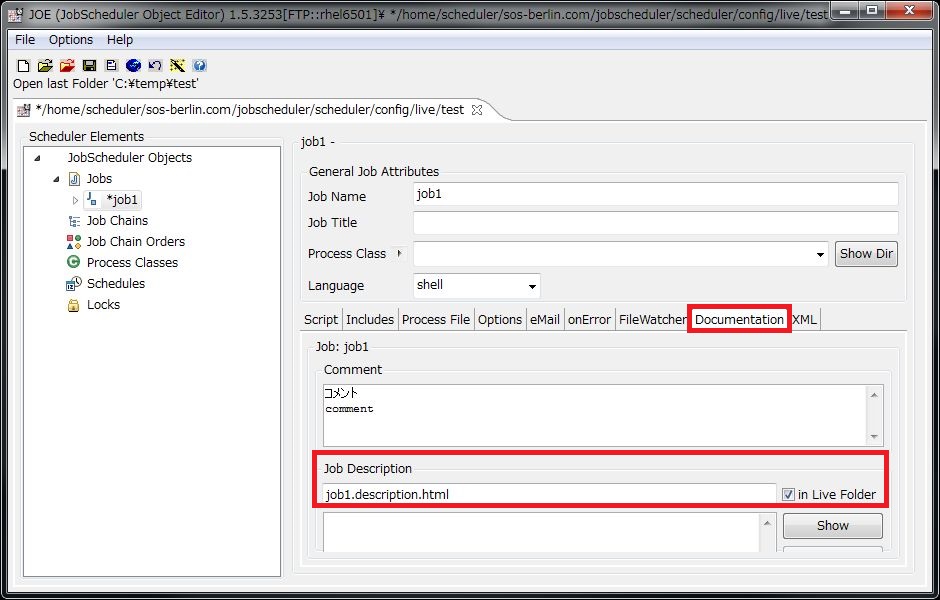 JOE (JobScheduler Object Editor) 1.5.3253[FTP::rhel6501]¥ */home/scheduler/sos-berlin.com/jobscheduler/scheduler/config/live/test
File Options Help
Open last Folder 'C:¥temp¥test'
*/home/scheduler/sos-berlin.com/jobscheduler/scheduler/config/live/test
Scheduler Elements
JobScheduler Objects
Jobs
*job1
Job Chains
Job Chain Orders
Process Classes
Schedules
Locks
job1 -
General Job Attributes
Job Name job1
Job Title
Process Class Show Dir
Language shell
Script Includes Process File Options eMail onError FileWatcher Documentation XML
Job: job1
Comment
コメント
comment
Job Description
job1.description.html in Live Folder
Show